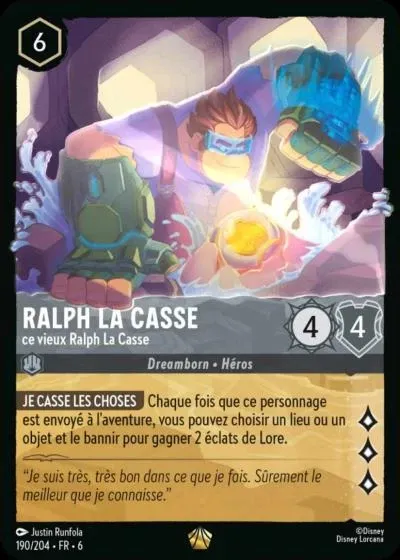 6
RALPH LA CASSE
ce vieux Ralph La Casse
4 4
Dreamborn • Héros
JE CASSE LES CHOSES Chaque fois que ce personnage
est envoyé à l'aventure, vous pouvez choisir un lieu ou un
objet et le bannir pour gagner 2 éclats de Lore.
“Je suis très, très bon dans ce que je fais. Sûrement le
meilleur que je connaisse.”
Justin Runfola
190/204 • FR • 6
©Disney
Disney Lorcana